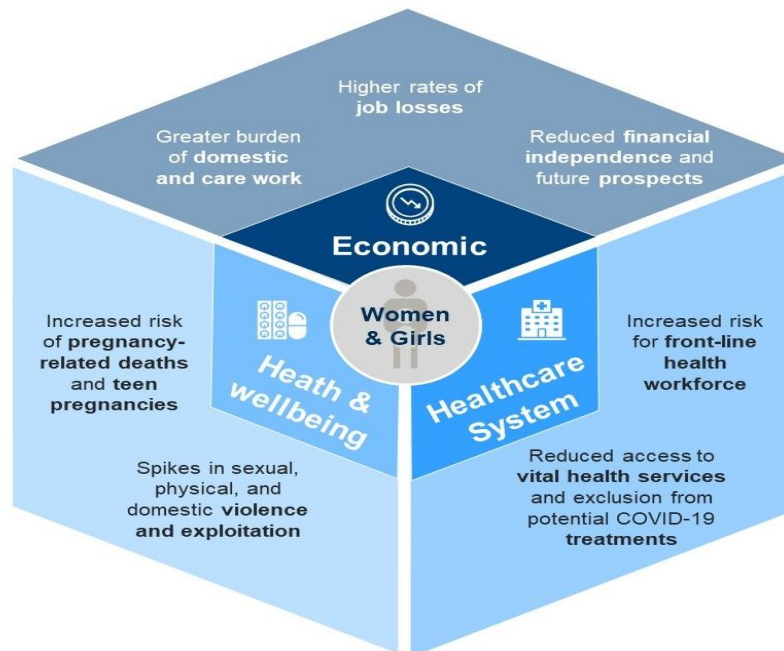 Higher rates of
job losses
Greater burden
of domestic
and care work
Reduced financial
independence and
future prospects
Economic
Women
& Girls
Heath &
wellbeing
Healthcare
System
Increased risk
of pregnancy-
related deaths
and teen
pregnancies
Spikes in sexual,
physical, and
domestic violence
and exploitation
Increased risk
for front-line
health
workforce
Reduced access to
vital health services
and exclusion from
potential COVID-19
treatments